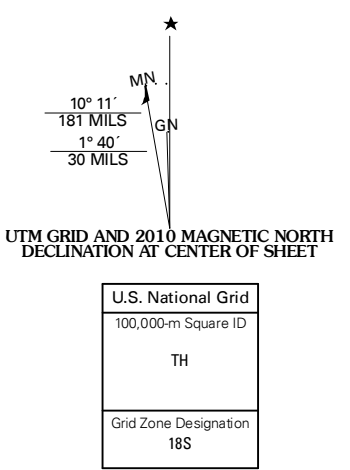 ★
MN
10° 11´
181 MILS
GN
1° 40´
30 MILS
UTM GRID AND 2010 MAGNETIC NORTH
DECLINATION AT CENTER OF SHEET
U.S. National Grid
100,000-m Square ID
TH
Grid Zone Designation
18S